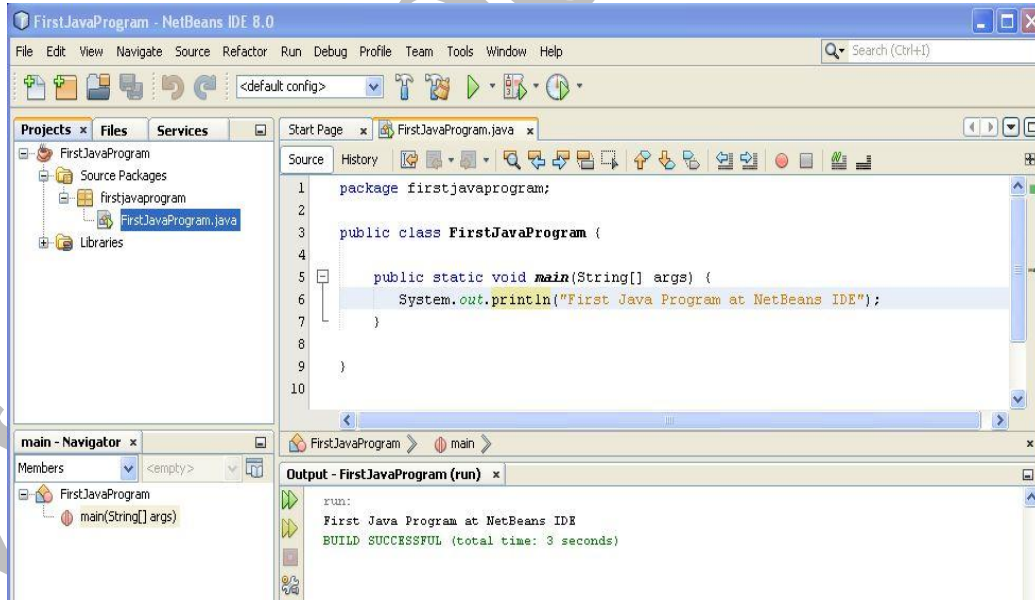 FirstJavaProgram - NetBeans IDE 8.0
File Edit View Navigate Source Refactor Run Debug Profile Team Tools Window Help
Search (Ctrl+I)
<default config>
Projects x Files Services
FirstJavaProgram
Source Packages
firstjavaprogram
FirstJavaProgram.java
Libraries
Start Page x FirstJavaProgram.java x
Source History
1 package firstjavaprogram;
2
3 public class FirstJavaProgram {
4
5 public static void main(String[] args) {
6 System.out.println("First Java Program at NetBeans IDE");
7 }
8
9 }
10
FirstJavaProgram main
main - Navigator x
Members <empty>
FirstJavaProgram
main(String[] args)
Output - FirstJavaProgram (run) x
run:
First Java Program at NetBeans IDE
BUILD SUCCESSFUL (total time: 3 seconds)